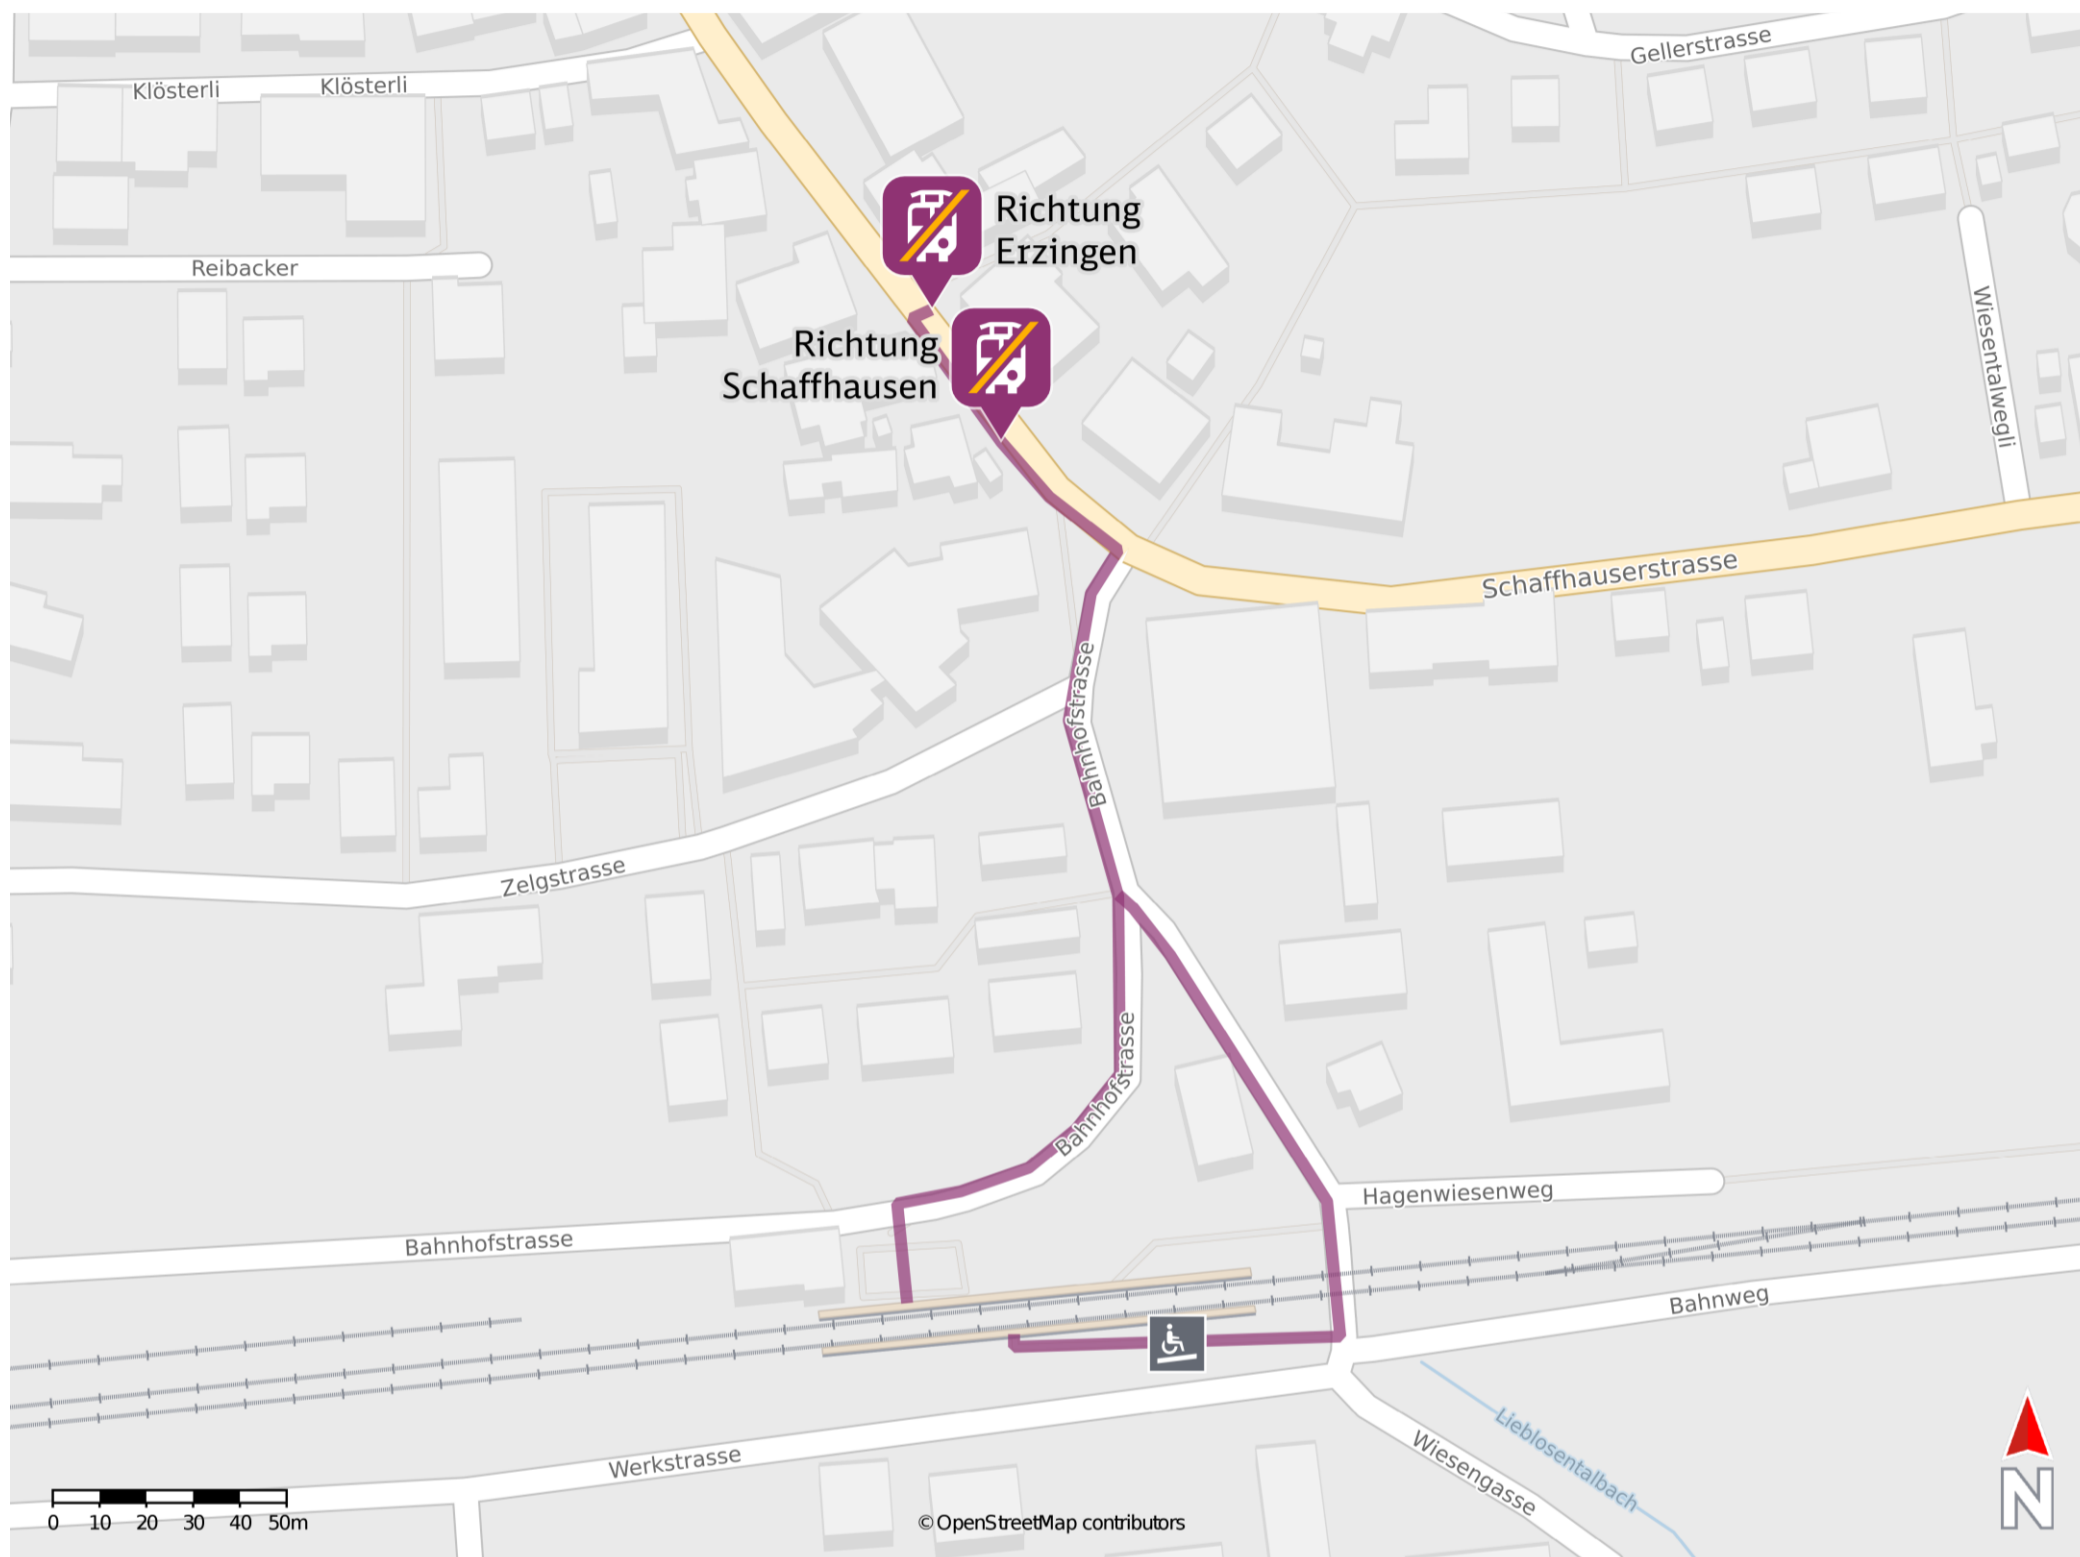 Gellerstrasse
Klösterli
Klösterli
Richtung
Erzingen
Reibacker
Wiesentalwegli
Richtung
Schaffhausen
Schaffhauserstrasse
Bahnhofstrasse
Zelgstrasse
Bahnhofstrasse
Hagenwiesenweg
Bahnhofstrasse
Bahnweg
Werkstrasse
Wiesengasse
Lieblosentalbach
0 10 20 30 40 50m
© OpenStreetMap contributors
N